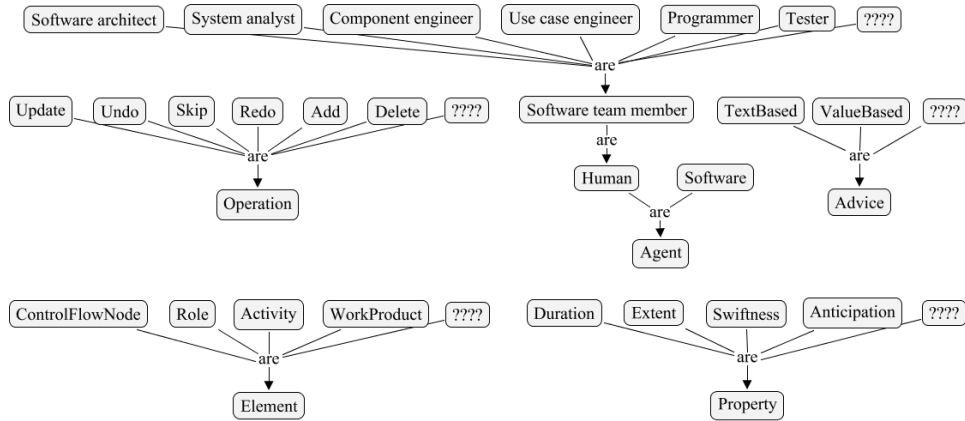 Software architect
System analyst
Component engineer
Use case engineer
Programmer
Tester
????
are
Software team member
are
Human
Software
are
Agent
Update
Undo
Skip
Redo
Add
Delete
????
are
Operation
TextBased
ValueBased
????
are
Advice
ControlFlowNode
Role
Activity
WorkProduct
????
are
Element
Duration
Extent
Swiftness
Anticipation
????
are
Property